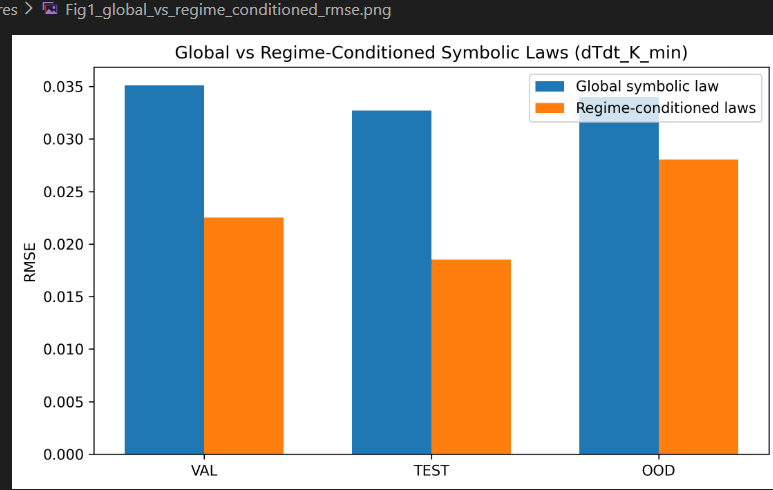 res > Fig1_global_vs_regime_conditioned_rmse.png
Global vs Regime-Conditioned Symbolic Laws (dTdt_K_min)
Global symbolic law
Regime-conditioned laws
0.035
0.030
0.025
0.020
0.015
0.010
0.005
0.000
RMSE
VAL TEST OOD